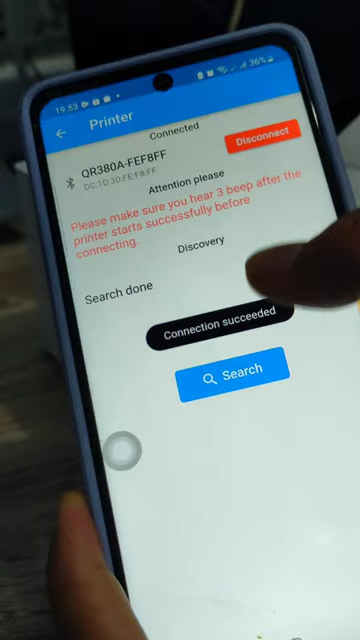 19.53
36%
Printer
Connected
QR380A-FEF8FF
DC:1D:30:FE:F8:FF
Disconnect
Attention please
Please make sure you hear 3 beep after the
printer starts successfully before
connecting.
Discovery
Search done
Connection succeeded
Search